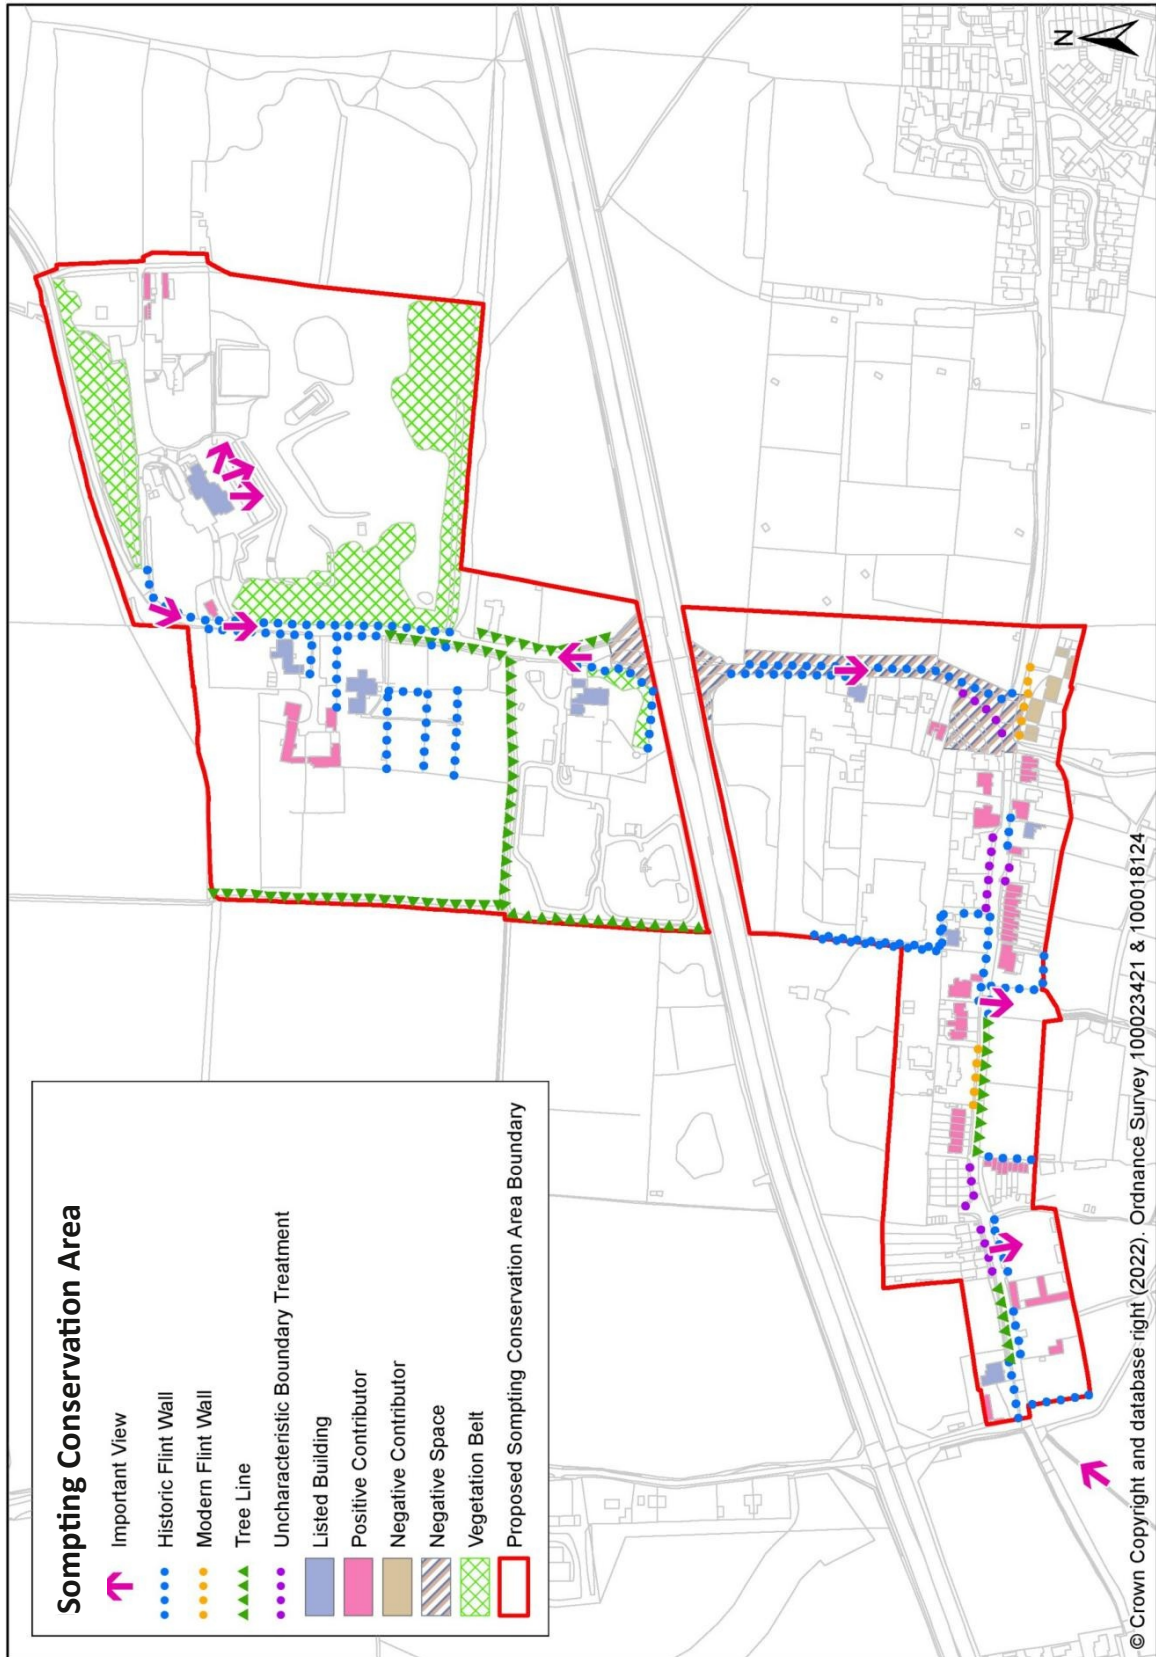 Sompting Conservation Area
Important View
Historic Flint Wall
Modern Flint Wall
Tree Line
Uncharacteristic Boundary Treatment
Listed Building
Positive Contributor
Negative Contributor
Negative Space
Vegetation Belt
Proposed Sompting Conservation Area Boundary
N
© Crown Copyright and database right (2022). Ordnance Survey 100023421 & 100018124